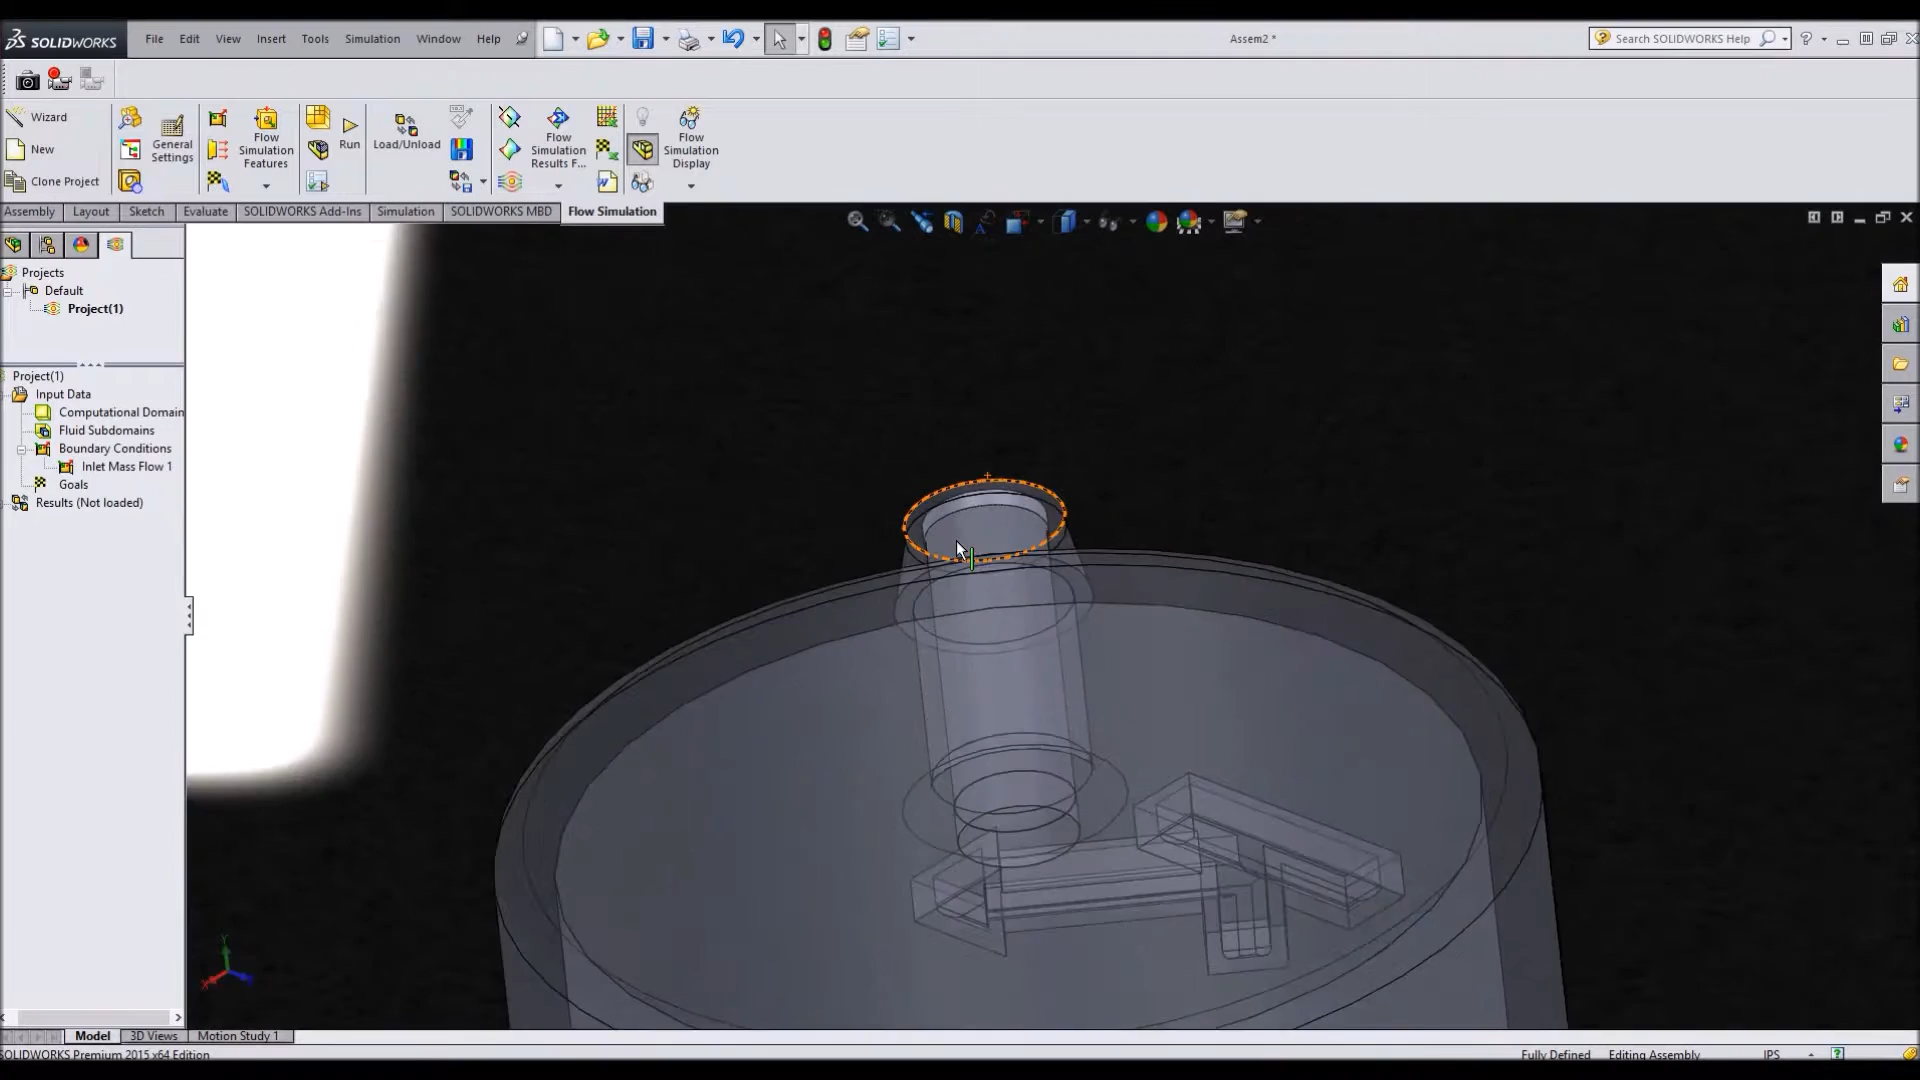 SOLIDWORKS
File Edit View Insert Tools Simulation Window Help
Assem2 *
Search SOLIDWORKS Help
Wizard
New
Clone Project
General Settings
Flow Simulation Features
Run
Load/Unload
Flow Simulation Results F...
Flow Simulation Display
Assembly Layout Sketch Evaluate SOLIDWORKS Add-Ins Simulation SOLIDWORKS MBD Flow Simulation
Projects
Default
Project(1)
Project(1)
Input Data
Computational Domain
Fluid Subdomains
Boundary Conditions
Inlet Mass Flow 1
Goals
Results (Not loaded)
Y
X
Model 3D Views Motion Study 1
SOLIDWORKS Premium 2015 x64 Edition
Fully Defined Editing Assembly IPS